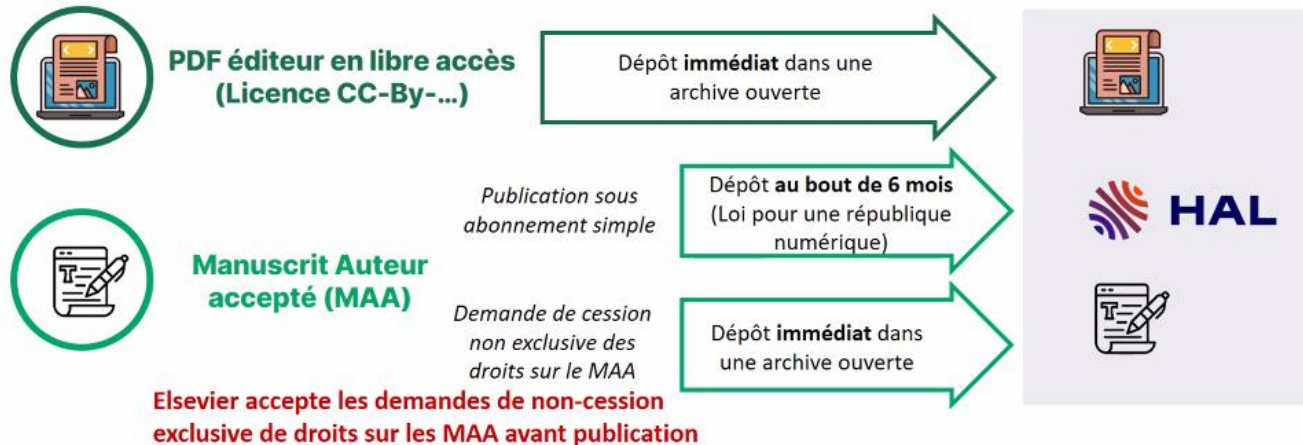 PDF éditeur en libre accès
(Licence CC-By-...)
Dépôt immédiat dans une
archive ouverte
Publication sous
abonnement simple
Dépôt au bout de 6 mois
(Loi pour une république
numérique)
HAL
Manuscrit Auteur
accepté (MAA)
Demande de cession
non exclusive des
droits sur le MAA
Dépôt immédiat dans
une archive ouverte
Elsevier accepte les demandes de non-cession
exclusive de droits sur les MAA avant publication